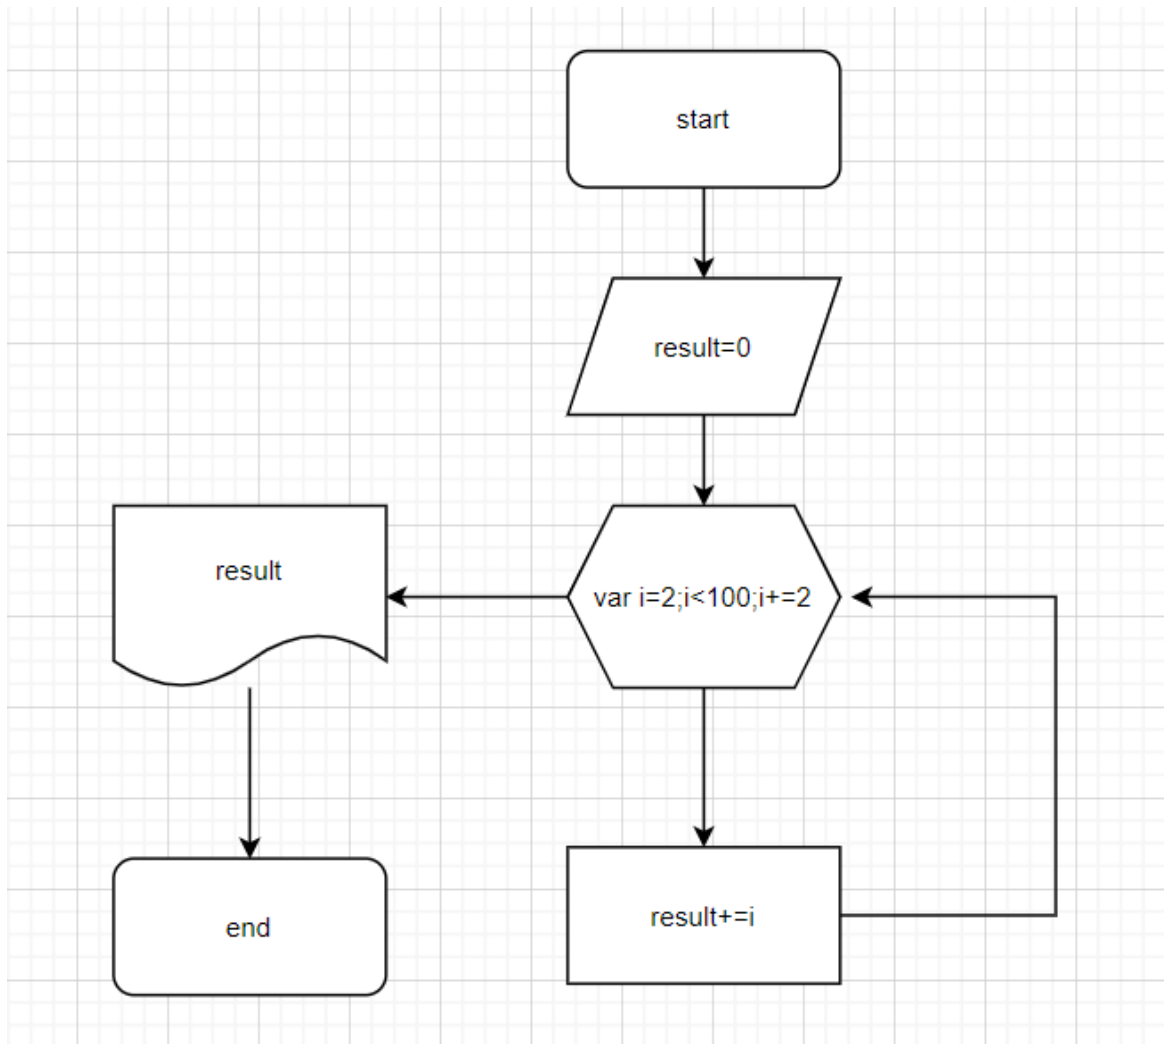 start
result=0
var i=2;i<100;i+=2
result
result+=i
end